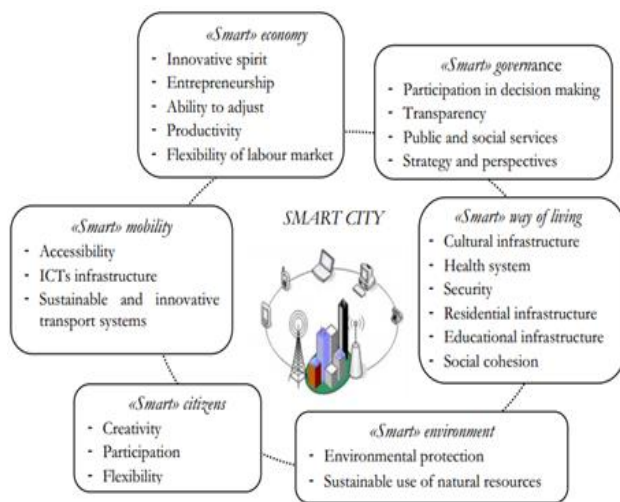 «Smart» economy
- Innovative spirit
- Entrepreneurship
- Ability to adjust
- Productivity
- Flexibility of labour market
«Smart» governance
- Participation in decision making
- Transparency
- Public and social services
- Strategy and perspectives
«Smart» mobility
- Accessibility
- ICTs infrastructure
- Sustainable and innovative
transport systems
SMART CITY
«Smart» way of living
- Cultural infrastructure
- Health system
- Security
- Residential infrastructure
- Educational infrastructure
- Social cohesion
«Smart» citizens
- Creativity
- Participation
- Flexibility
«Smart» environment
- Environmental protection
- Sustainable use of natural resources